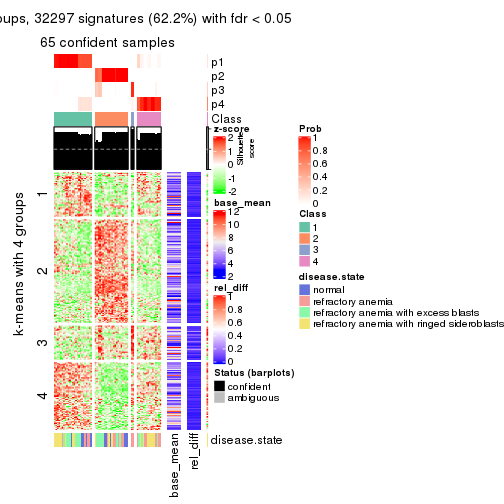 oups, 32297 signatures (62.2%) with fdr < 0.05
65 confident samples
p1
p2
p3
p4
Class
z-score
2
1
0
-1
-2
Silhouette
score
Prob
1
0.8
0.6
0.4
0.2
0
base_mean
12
10
8
6
4
2
Class
1
2
3
4
rel_diff
1
0.8
0.6
0.4
0.2
0
disease.state
normal
refractory anemia
refractory anemia with excess blasts
refractory anemia with ringed sideroblasts
Status (barplots)
confident
ambiguous
k-means with 4 groups
1
2
3
4
disease.state
base_mean
rel_diff